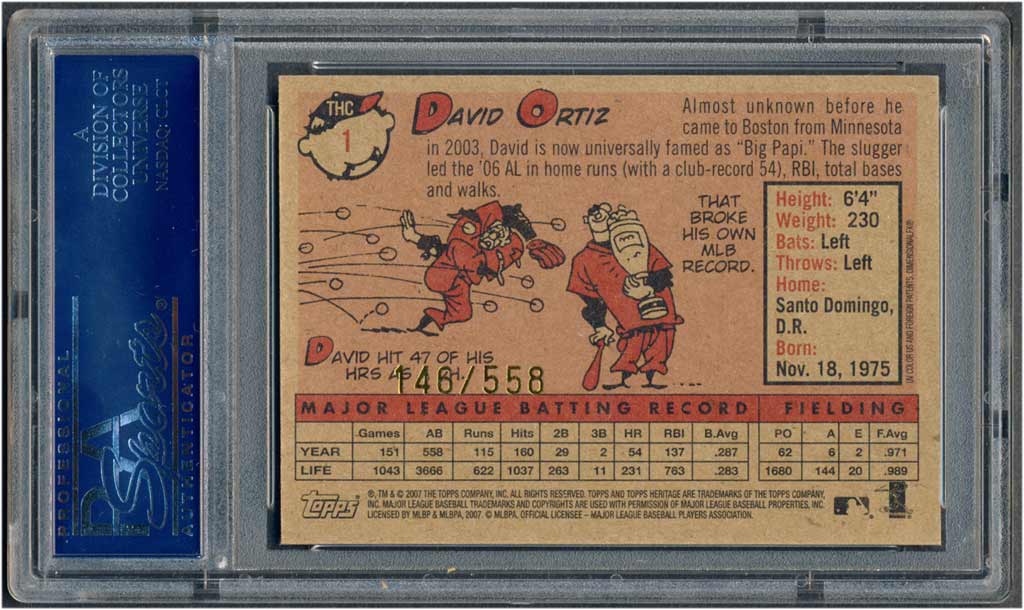 A
DIVISION OF
COLLECTORS
UNIVERSE
NASDAQ: CLCT
PROFESSIONAL
PSA
Sports ®
AUTHENTICATOR
THC
1
DAVID ORTIZ
Almost unknown before he
came to Boston from Minnesota
in 2003, David is now universally famed as "Big Papi." The slugger
led the '06 AL in home runs (with a club-record 54), RBI, total bases
and walks.
THAT
BROKE
HIS OWN
MLB
RECORD.
DAVID HIT 47 OF HIS
HRS AS
146/558
Height: 6'4"
Weight: 230
Bats: Left
Throws: Left
Home:
Santo Domingo,
D.R.
Born:
Nov. 18, 1975
MAJOR LEAGUE BATTING RECORD FIELDING
Games AB Runs Hits 2B 3B HR RBI B.Avg PO A E F.Avg
YEAR 151 558 115 160 29 2 54 137 .287 62 6 2 .971
LIFE 1043 3666 622 1037 263 11 231 763 .283 1680 144 20 .989
Topps
®, TM & © 2007 THE TOPPS COMPANY, INC. ALL RIGHTS RESERVED. TOPPS AND TOPPS HERITAGE ARE TRADEMARKS OF THE TOPPS COMPANY,
INC. MAJOR LEAGUE BASEBALL TRADEMARKS AND COPYRIGHTS ARE USED WITH PERMISSION OF MAJOR LEAGUE BASEBALL PROPERTIES, INC.
LICENSED BY MLBP & MLBPA, 2007. © MLBPA, OFFICIAL LICENSEE – MAJOR LEAGUE BASEBALL PLAYERS ASSOCIATION.